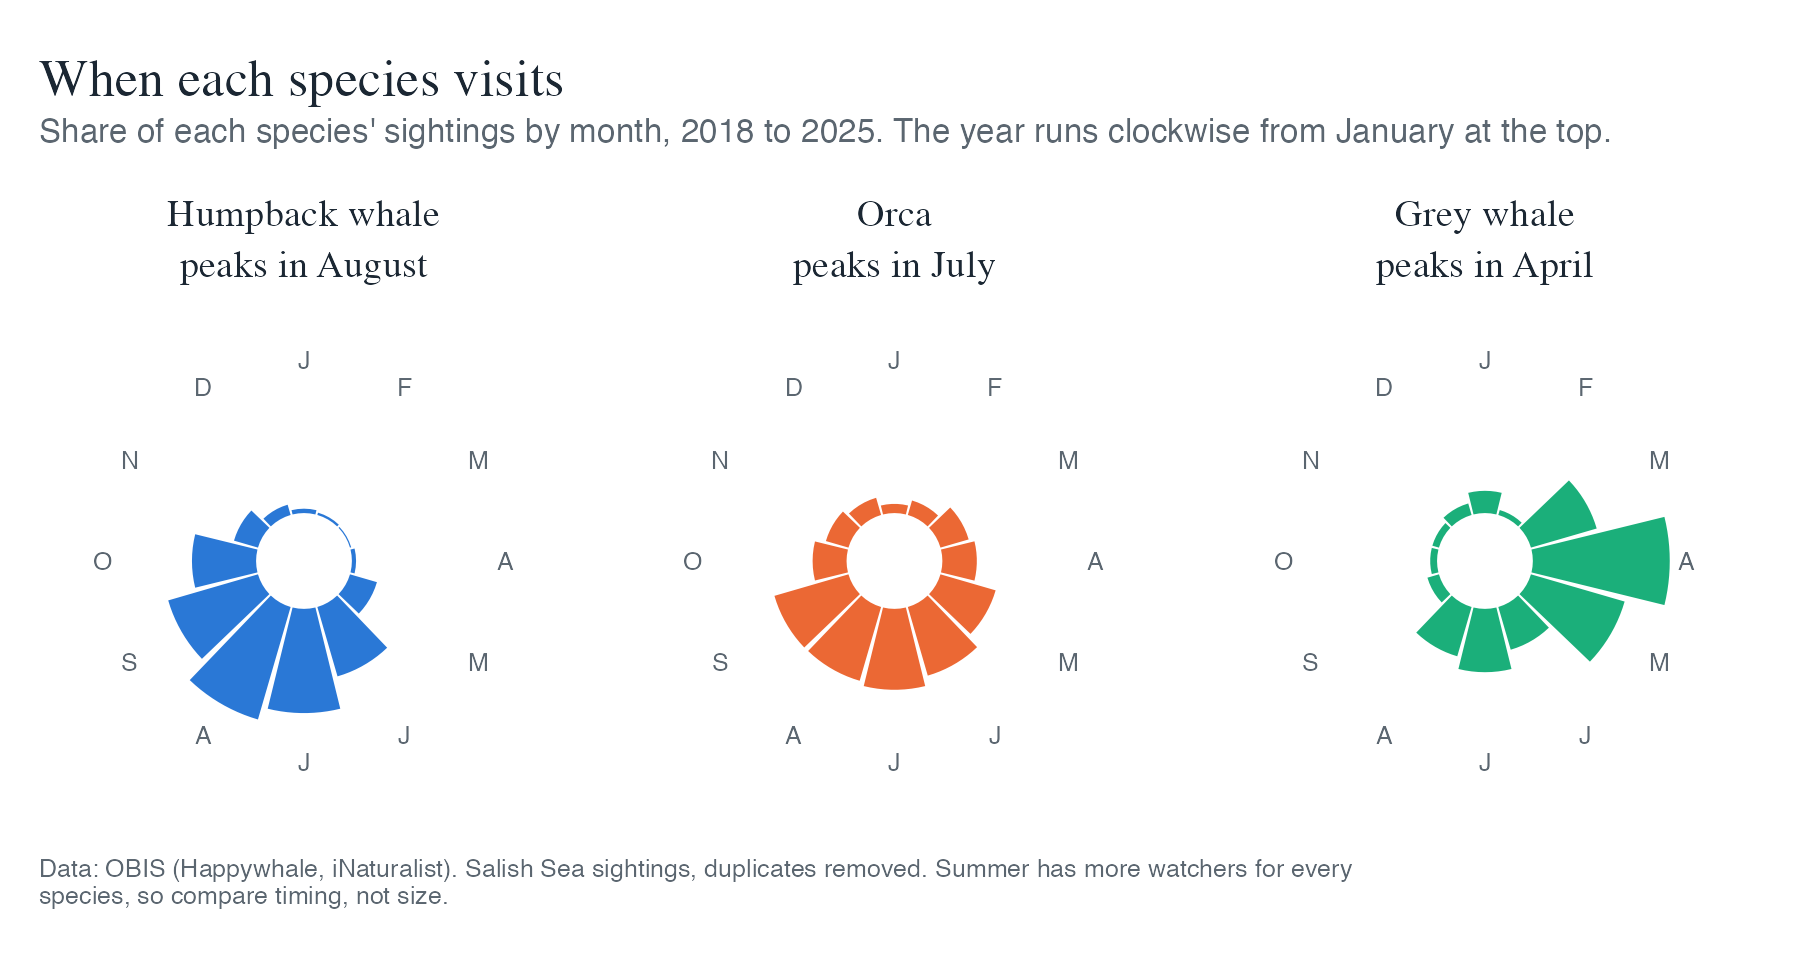 When each species visits
Share of each species' sightings by month, 2018 to 2025. The year runs clockwise from January at the top.
Humpback whale
peaks in August
Orca
peaks in July
Grey whale
peaks in April
J
F
M
A
M
J
J
A
S
O
N
D
J
F
M
A
M
J
J
A
S
O
N
D
J
F
M
A
M
J
J
A
S
O
N
D
Data: OBIS (Happywhale, iNaturalist). Salish Sea sightings, duplicates removed. Summer has more watchers for every
species, so compare timing, not size.